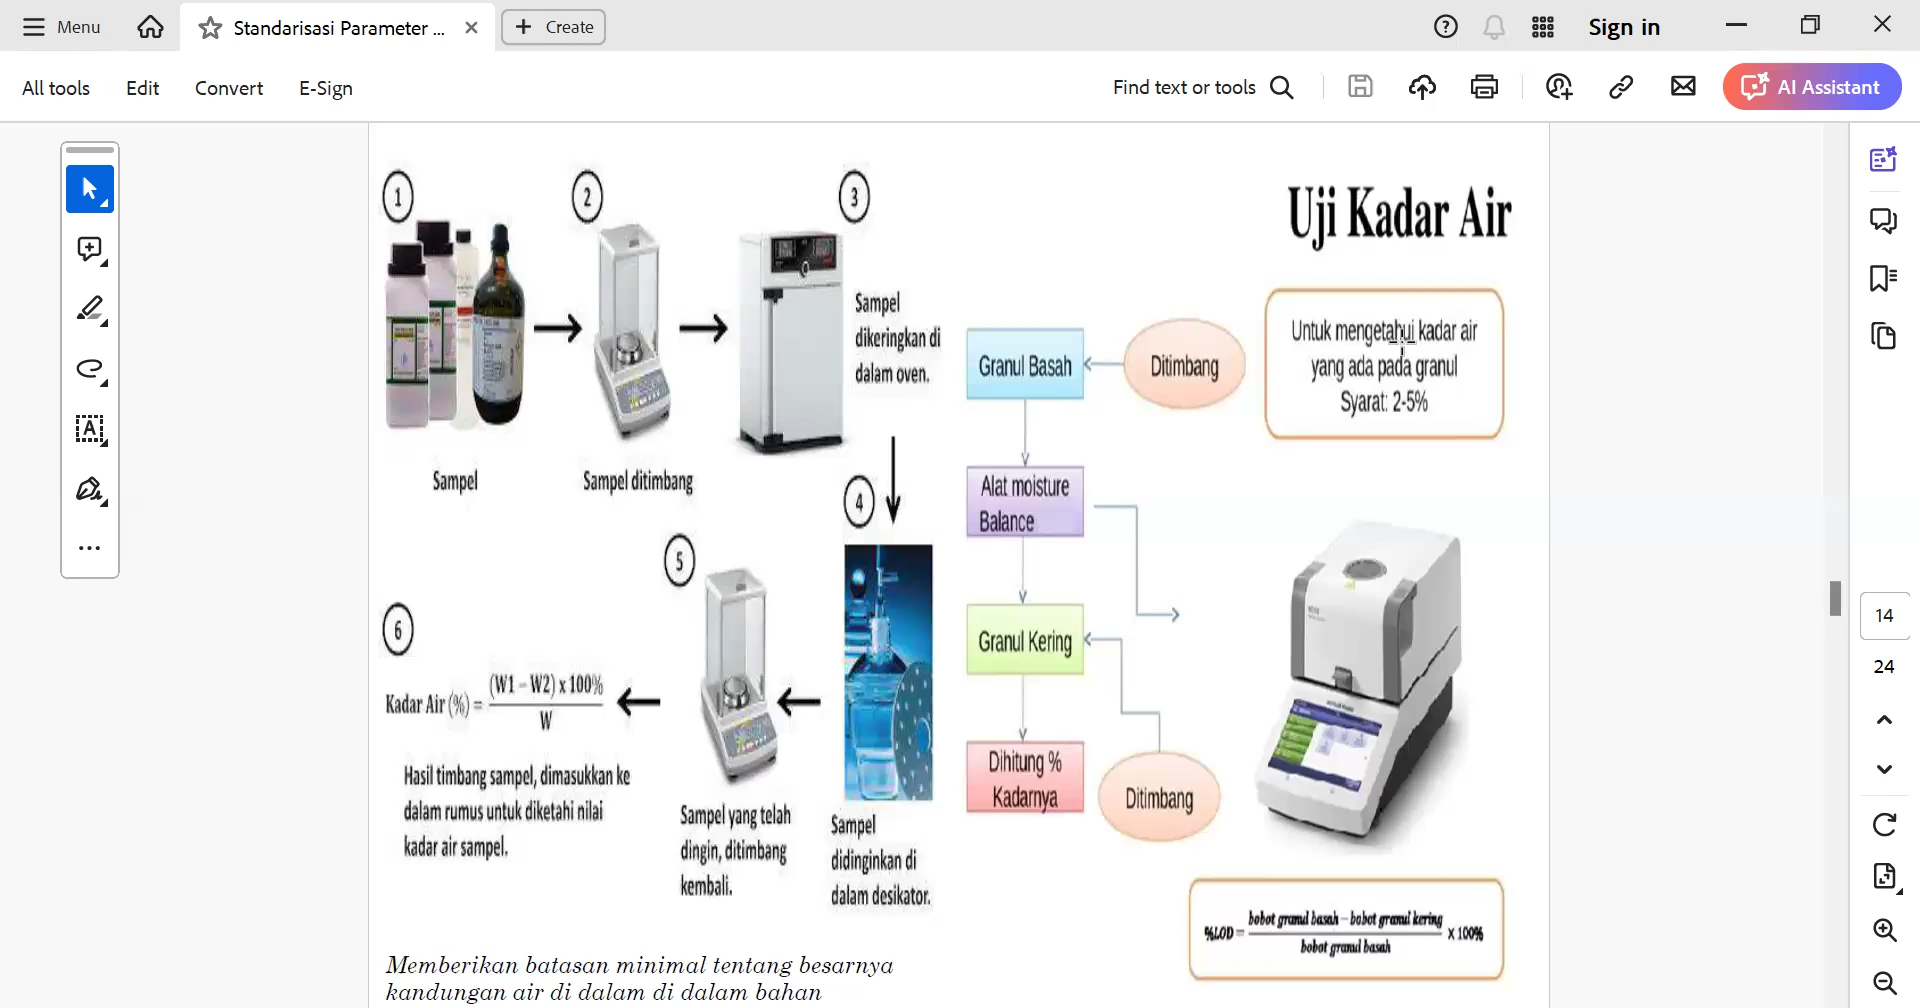 Menu
Standarisasi Parameter ...
Create
Sign in
All tools
Edit
Convert
E-Sign
Find text or tools
AI Assistant
1
2
3
Uji Kadar Air
Sampel
dikeringkan di
dalam oven.
Granul Basah
Ditimbang
Untuk mengetahui kadar air
yang ada pada granul
Syarat: 2-5%
Sampel
Sampel ditimbang
4
Alat moisture
Balance
5
6
Granul Kering
Kadar Air (%) = (W1 - W2) x 100%
W
Dihitung %
Kadarnya
Ditimbang
Hasil timbang sampel, dimasukkan ke
dalam rumus untuk diketahi nilai
kadar air sampel.
Sampel yang telah
dingin, ditimbang
kembali.
Sampel
didinginkan di
dalam desikator.
%LOD = bobot granul basah - bobot granul kering
bobot granul basah
x 100%
Memberikan batasan minimal tentang besarnya
kandungan air di dalam di dalam bahan
14
24